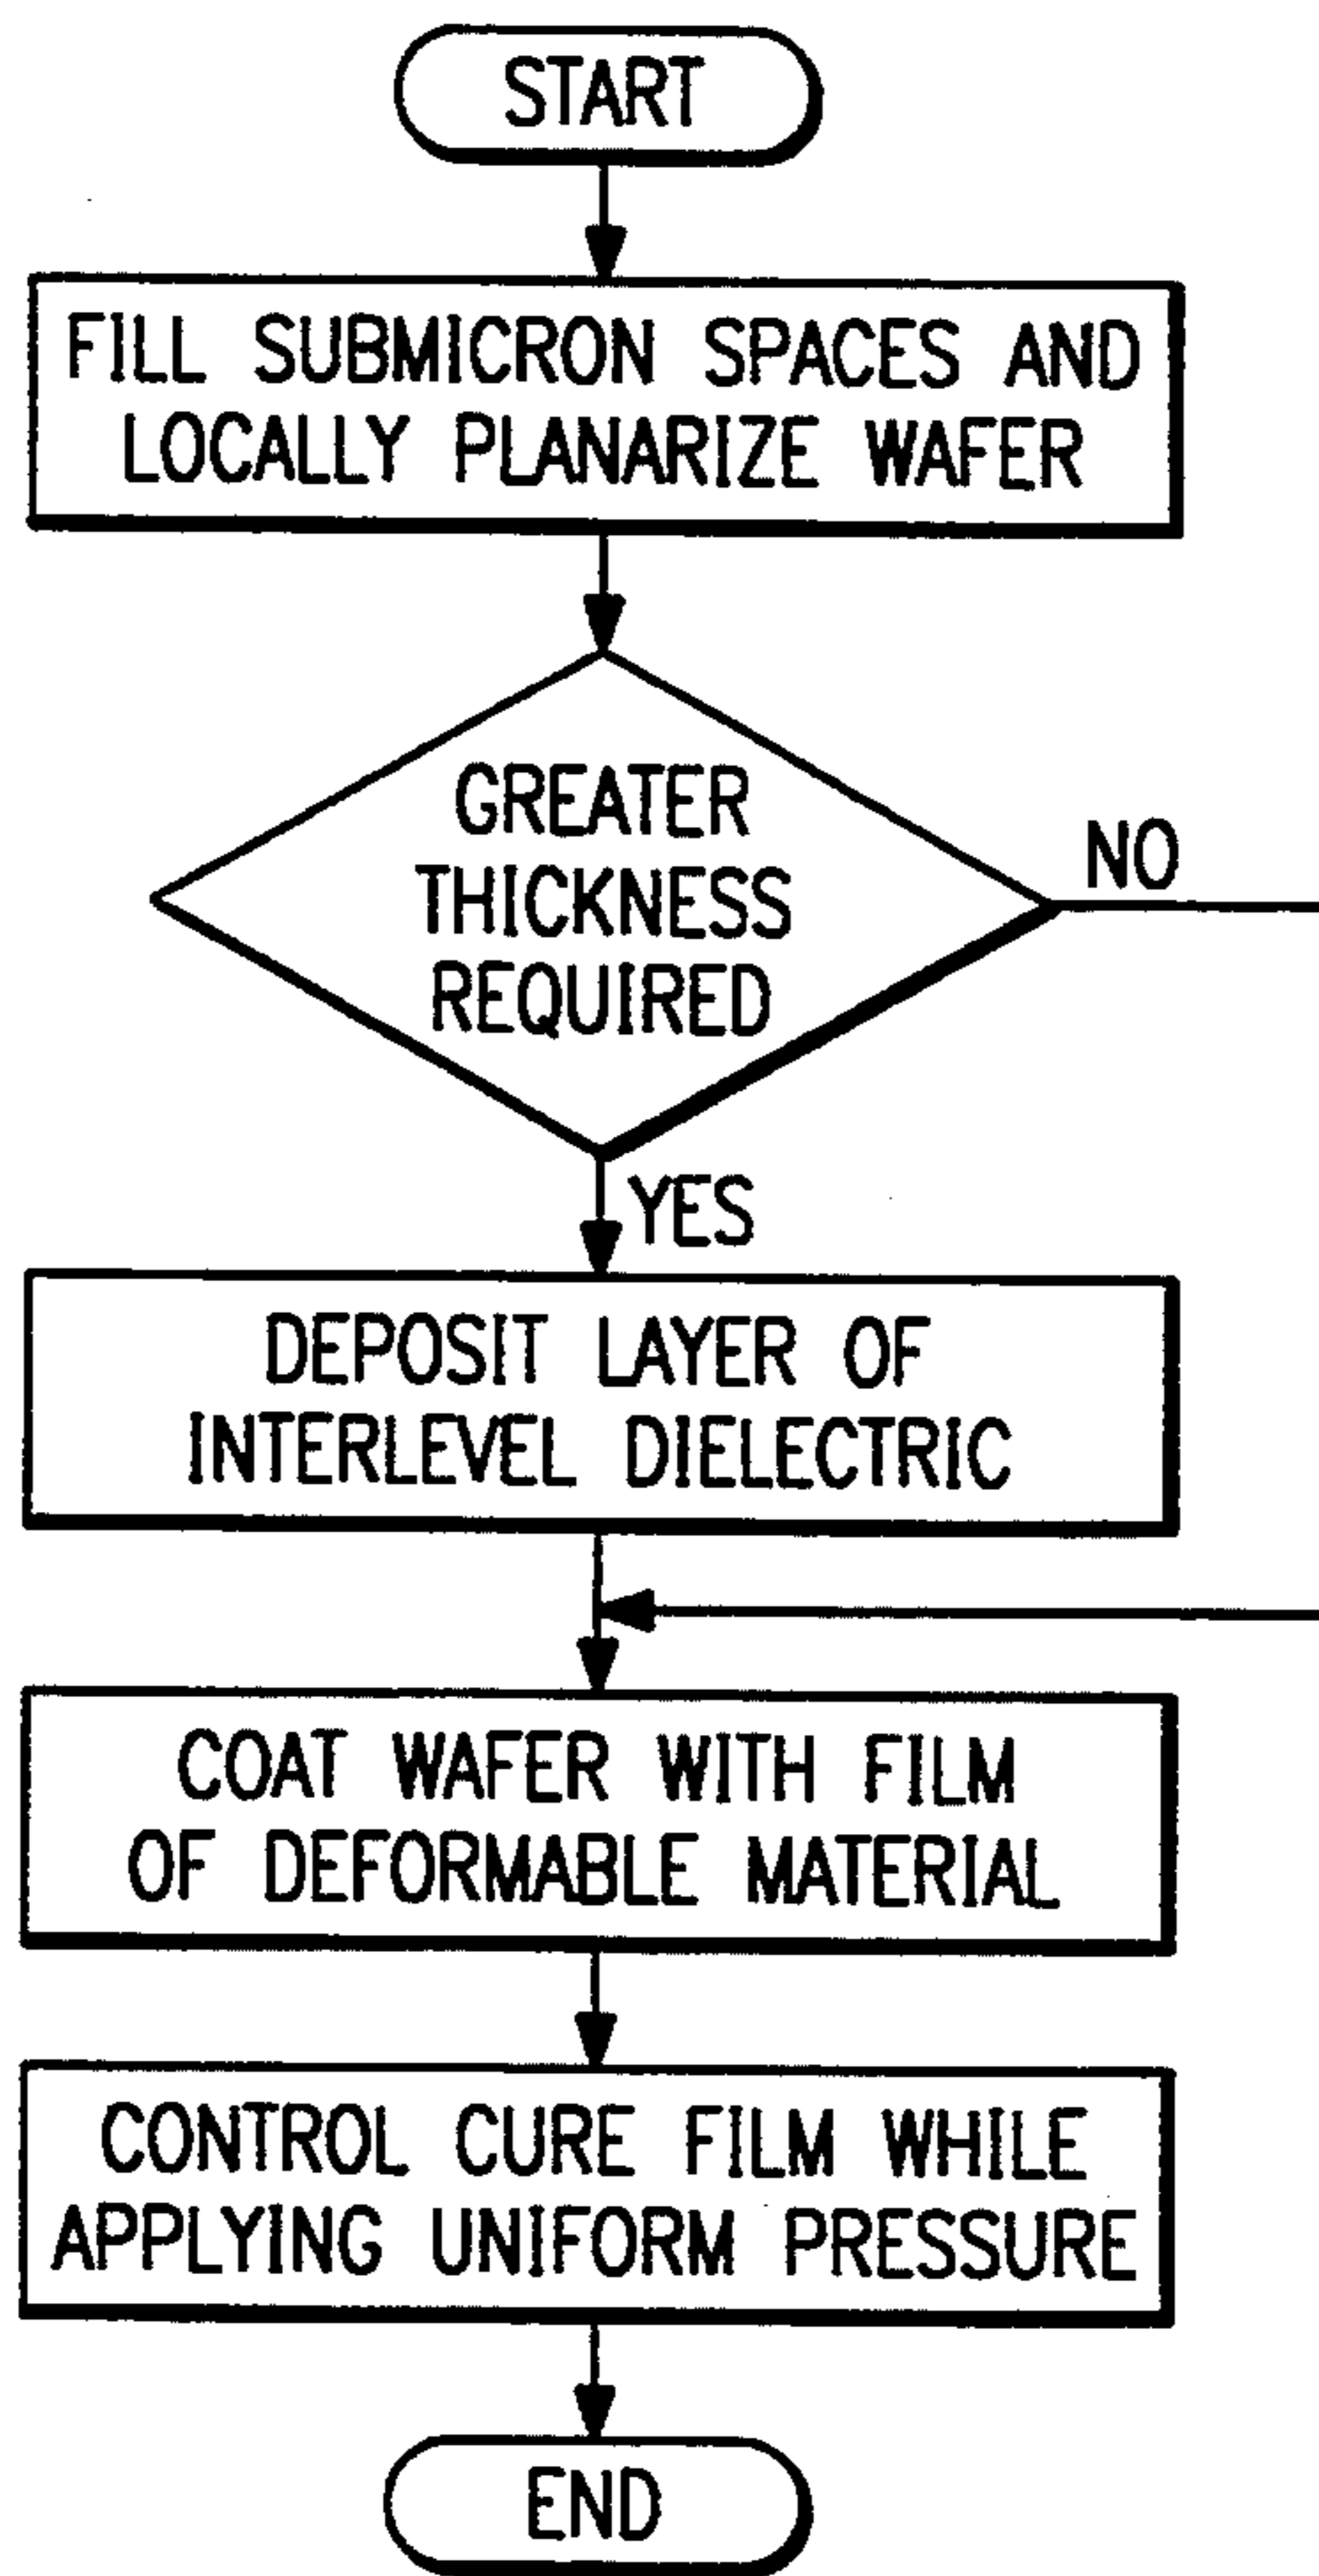 START
FILL SUBMICRON SPACES AND
LOCALLY PLANARIZE WAFER
GREATER
THICKNESS
REQUIRED
NO
YES
DEPOSIT LAYER OF
INTERLEVEL DIELECTRIC
COAT WAFER WITH FILM
OF DEFORMABLE MATERIAL
CONTROL CURE FILM WHILE
APPLYING UNIFORM PRESSURE
END